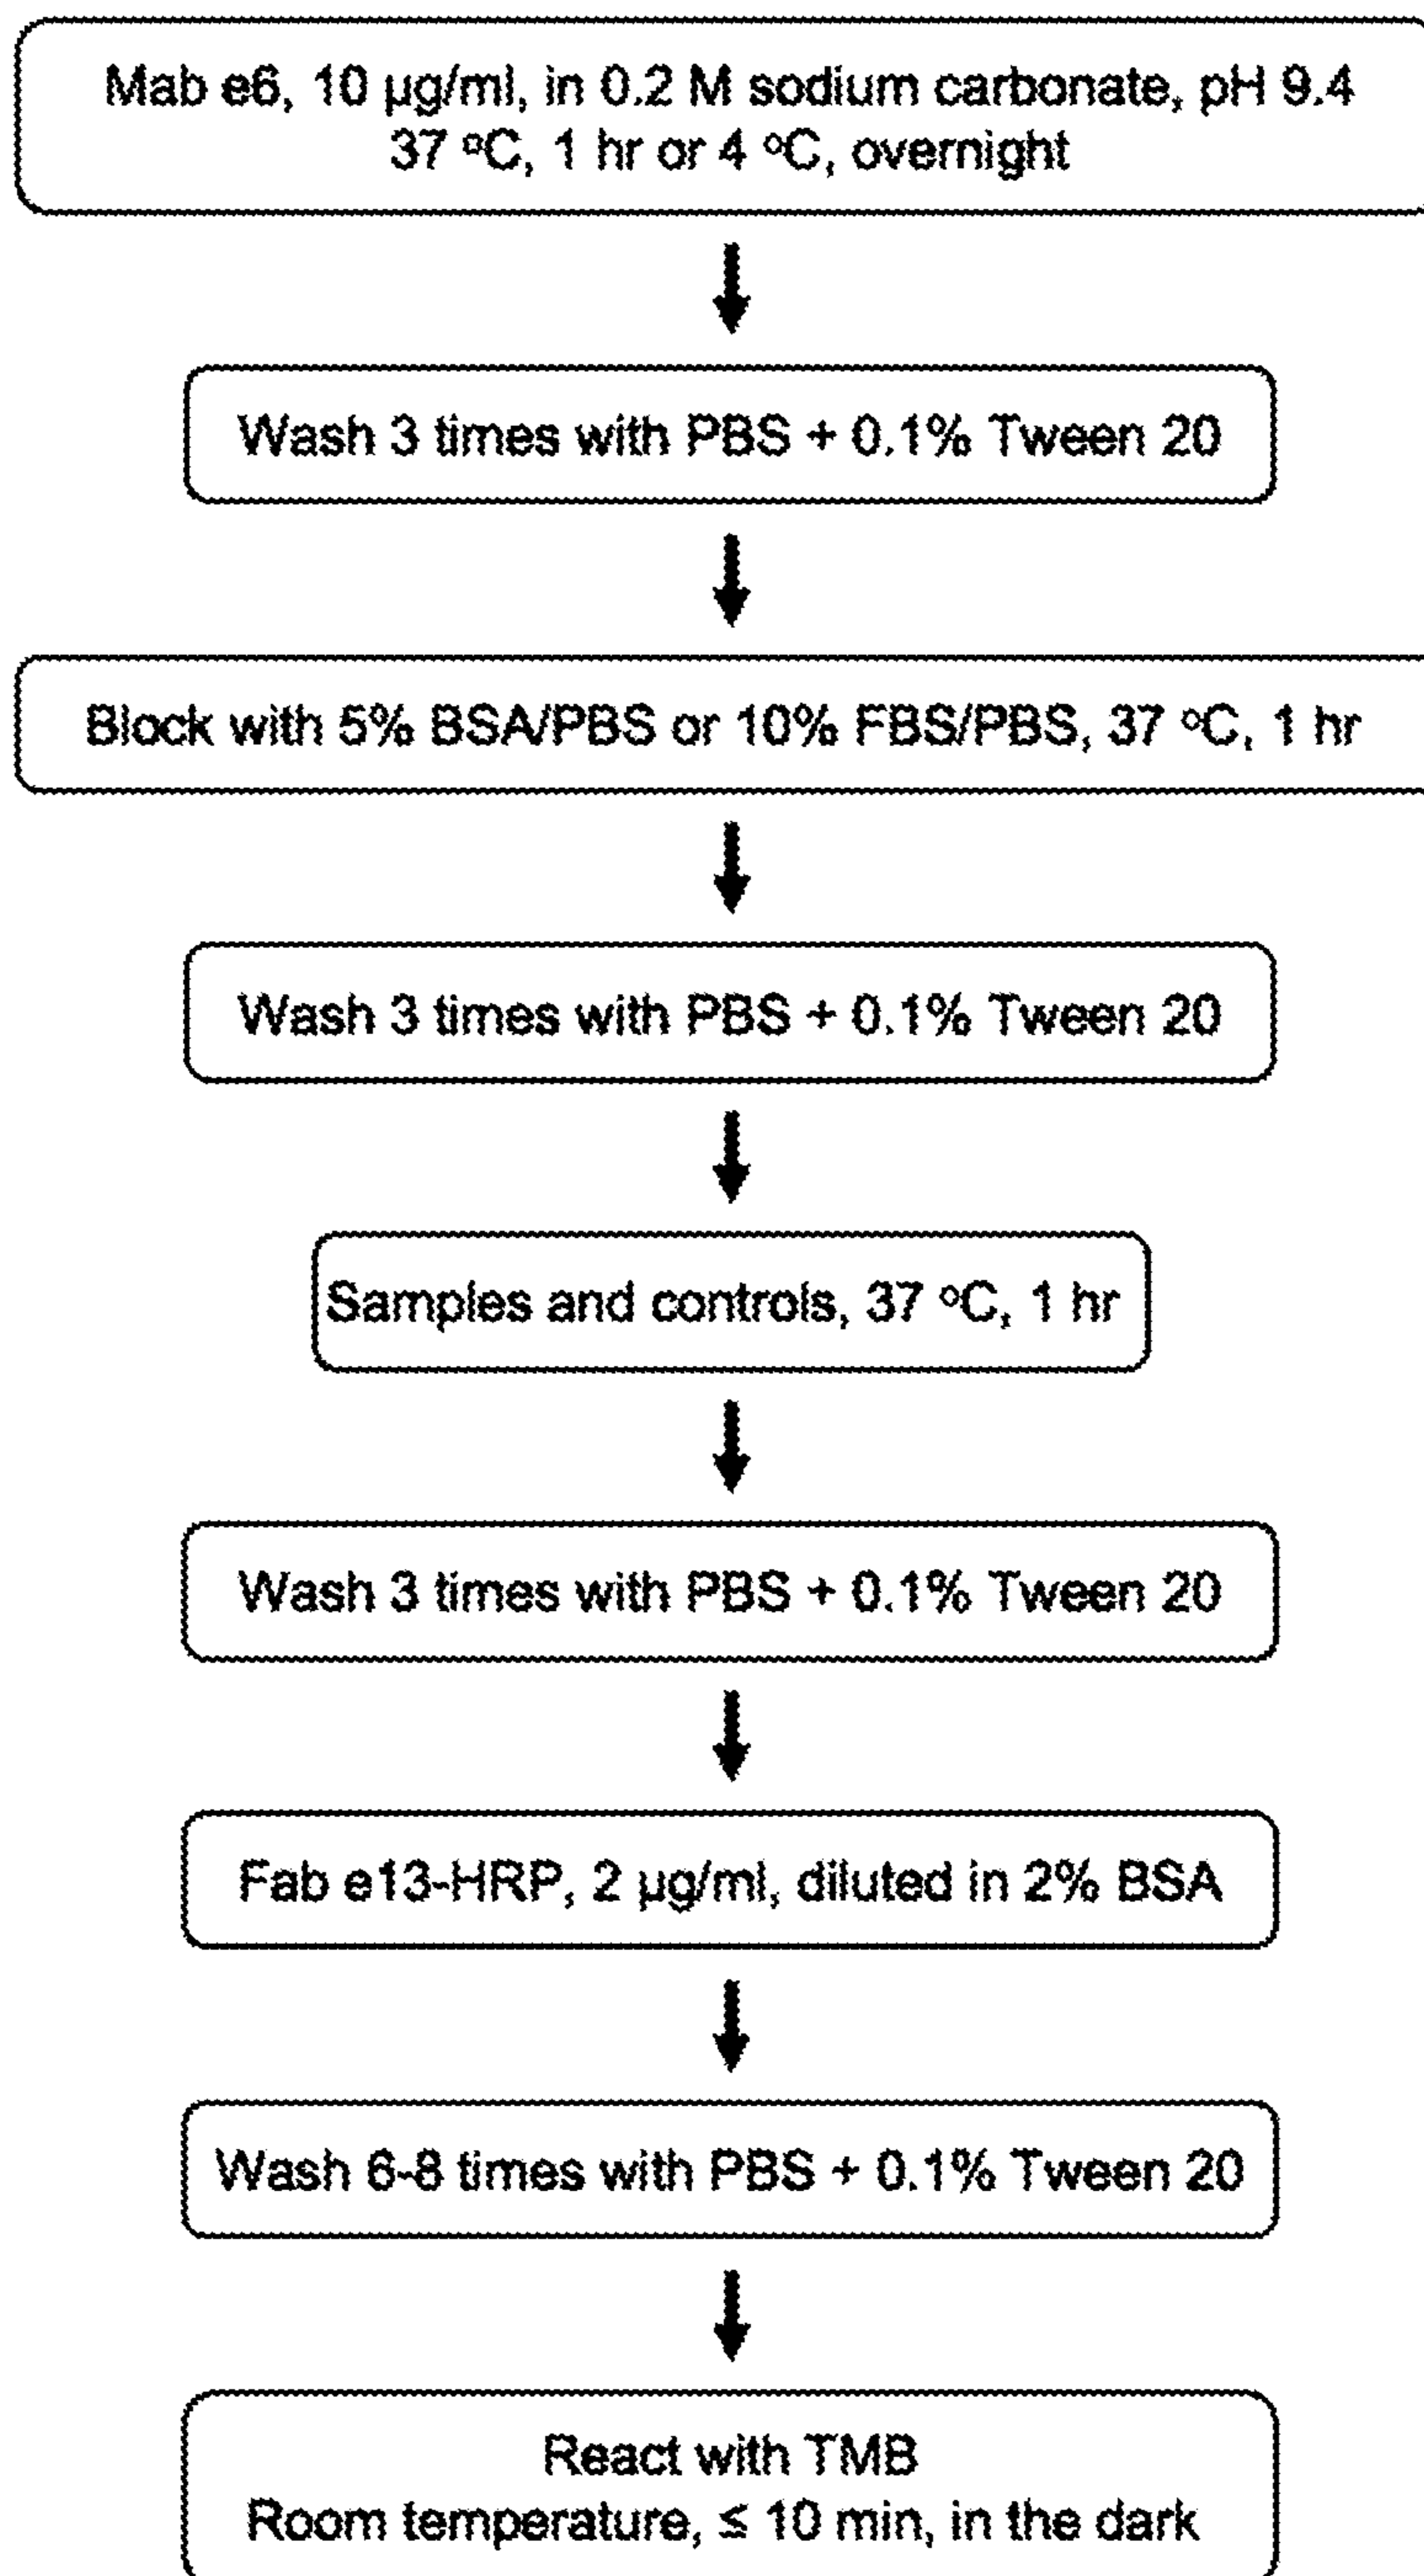 Mab e6, 10 µg/ml, in 0.2 M sodium carbonate, pH 9.4
37 ºC, 1 hr or 4 ºC, overnight
Wash 3 times with PBS + 0.1% Tween 20
Block with 5% BSA/PBS or 10% FBS/PBS, 37 ºC, 1 hr
Wash 3 times with PBS + 0.1% Tween 20
Samples and controls, 37 ºC, 1 hr
Wash 3 times with PBS + 0.1% Tween 20
Fab e13-HRP, 2 µg/ml, diluted in 2% BSA
Wash 6-8 times with PBS + 0.1% Tween 20
React with TMB
Room temperature, ≤ 10 min, in the dark